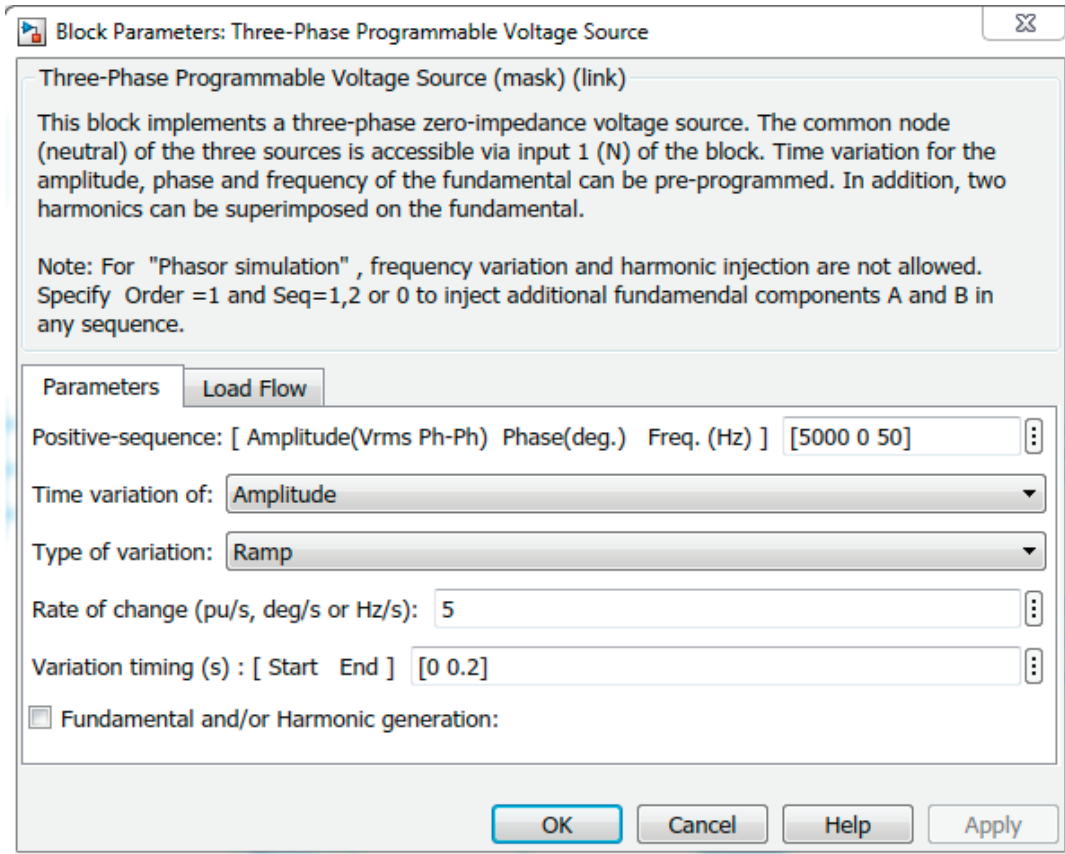 Block Parameters: Three-Phase Programmable Voltage Source
Three-Phase Programmable Voltage Source (mask) (link)
This block implements a three-phase zero-impedance voltage source. The common node
(neutral) of the three sources is accessible via input 1 (N) of the block. Time variation for the
amplitude, phase and frequency of the fundamental can be pre-programmed. In addition, two
harmonics can be superimposed on the fundamental.
Note: For "Phasor simulation" , frequency variation and harmonic injection are not allowed.
Specify Order =1 and Seq=1,2 or 0 to inject additional fundamendal components A and B in
any sequence.
Parameters Load Flow
Positive-sequence: [ Amplitude(Vrms Ph-Ph) Phase(deg.) Freq. (Hz) ] [5000 0 50]
Time variation of: Amplitude
Type of variation: Ramp
Rate of change (pu/s, deg/s or Hz/s): 5
Variation timing (s) : [ Start End ] [0 0.2]
Fundamental and/or Harmonic generation:
OK Cancel Help Apply